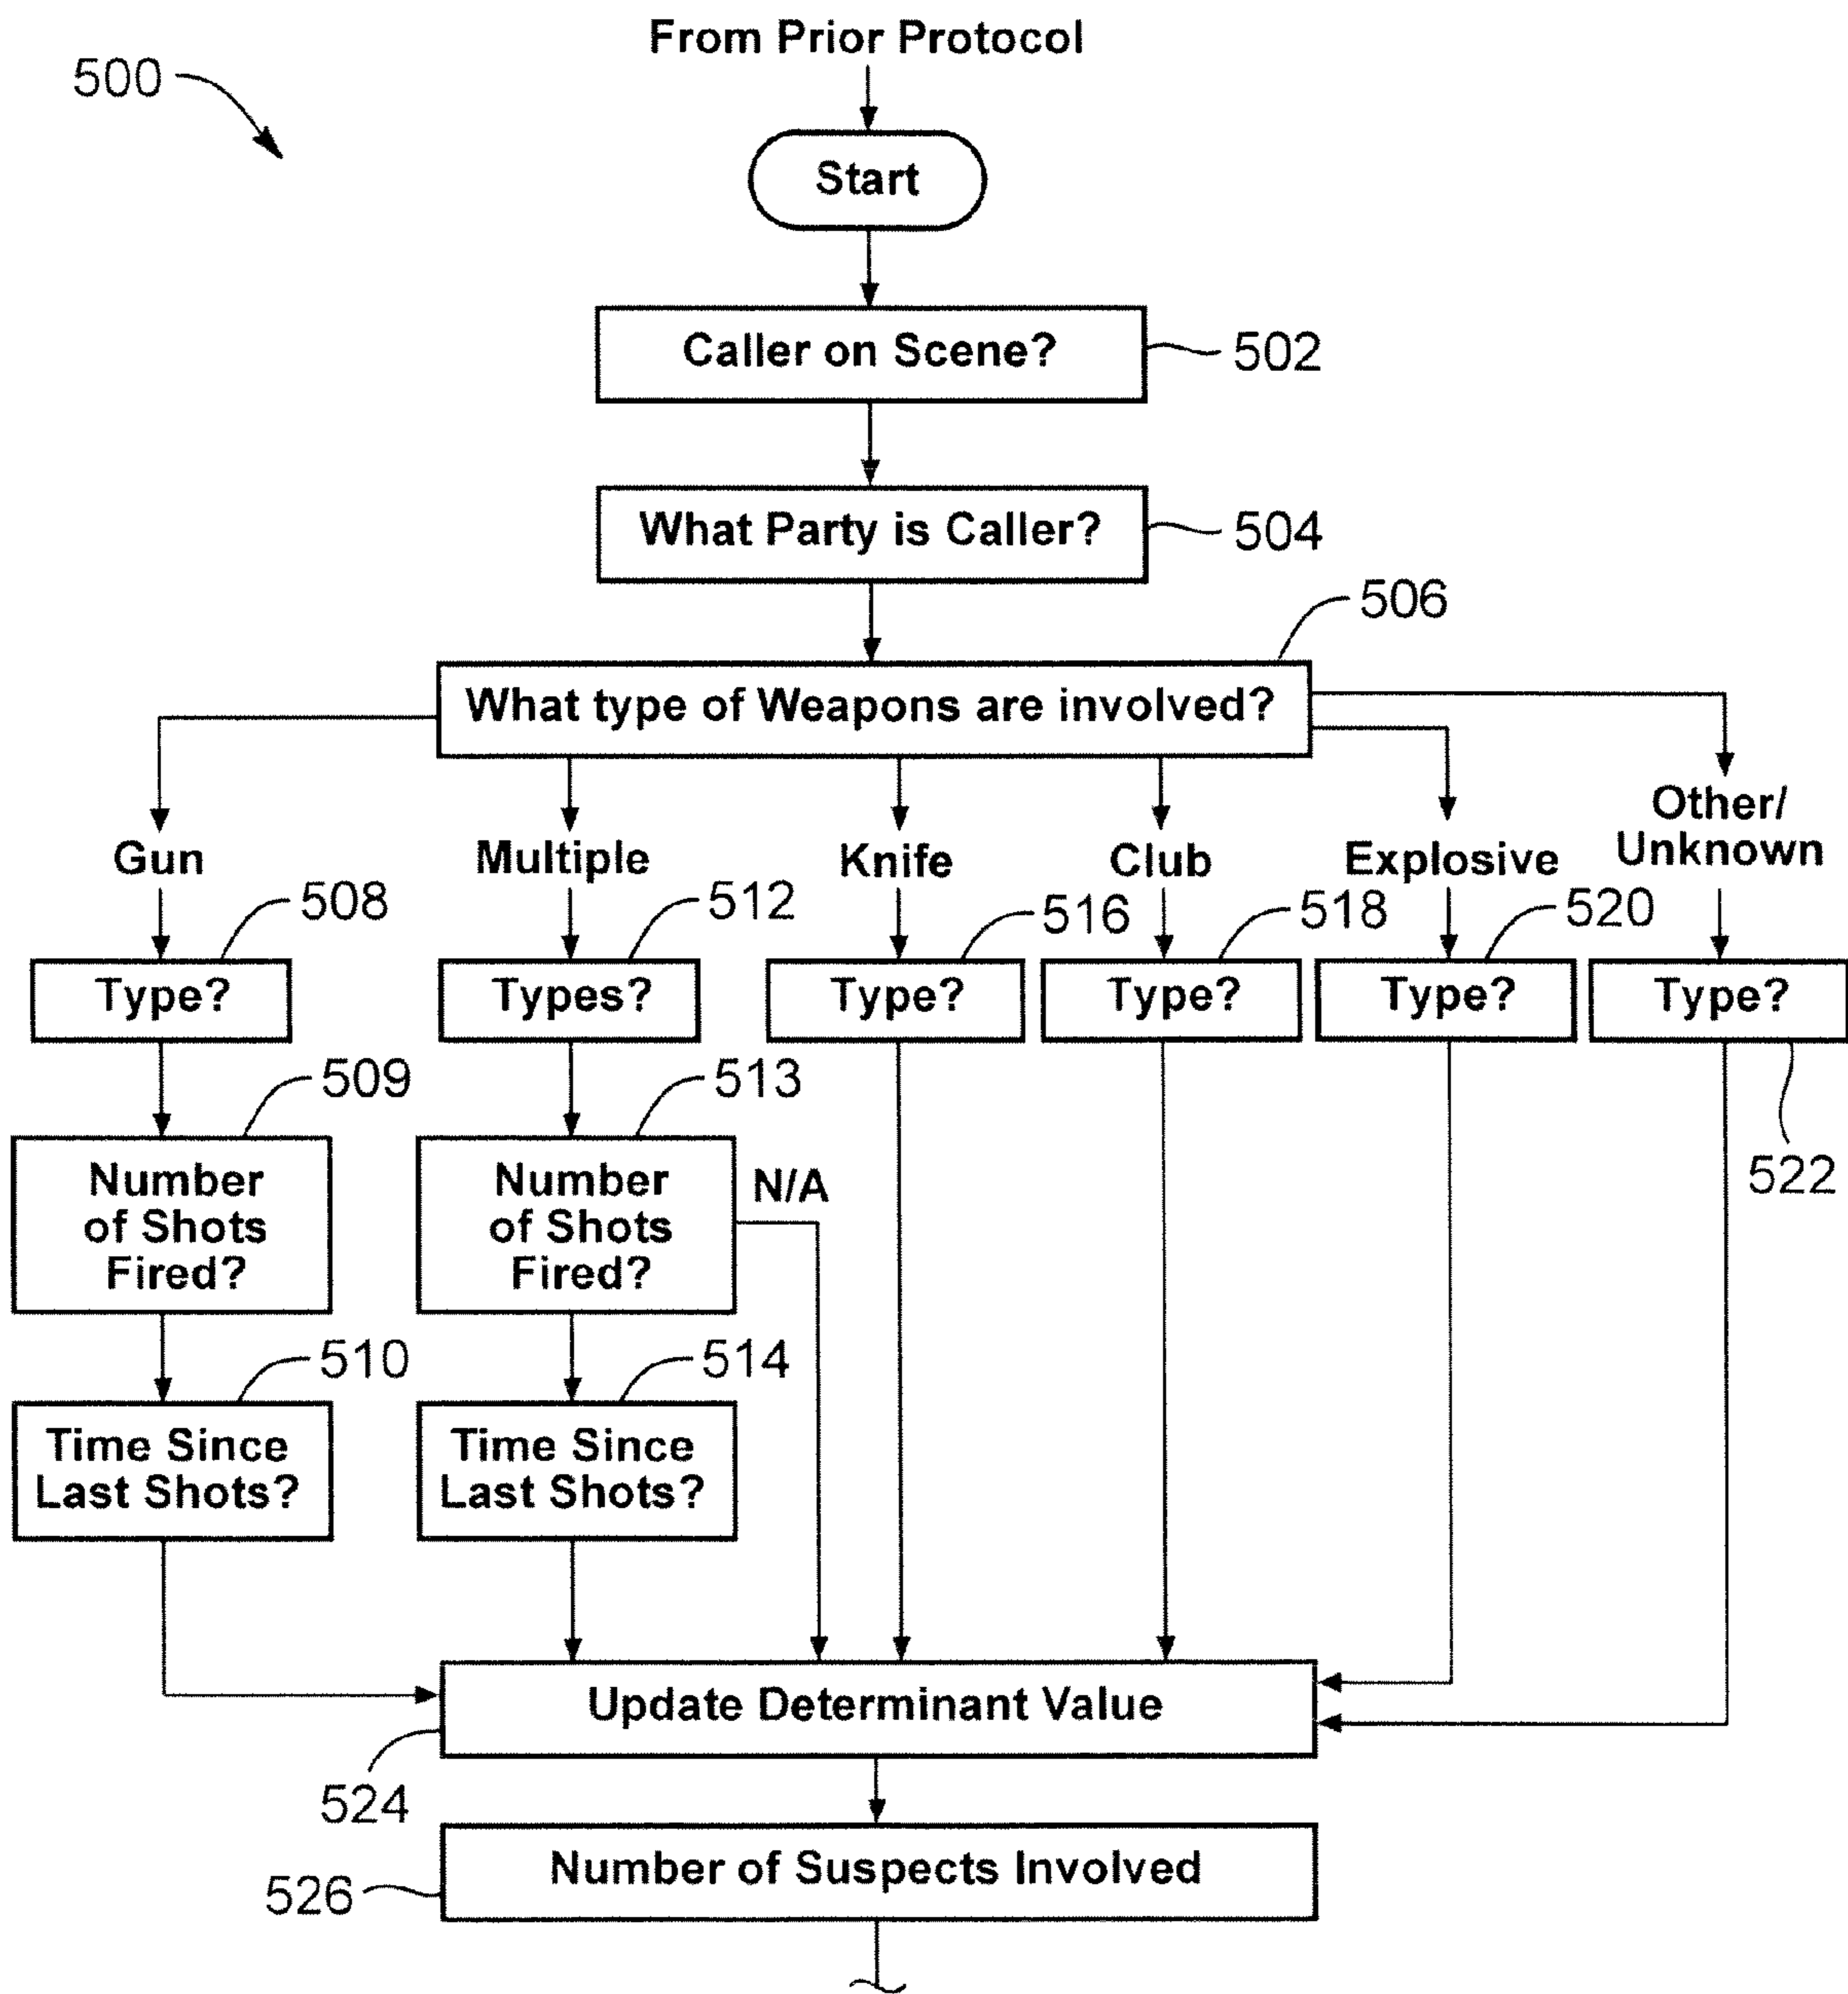 From Prior Protocol
500
Start
Caller on Scene?
502
What Party is Caller?
504
506
What type of Weapons are involved?
Gun
Multiple
Knife
Club
Explosive
Other/
Unknown
508
512
516
518
520
Type?
Types?
Type?
Type?
Type?
Type?
522
509
513
Number
of Shots
Fired?
Number
of Shots
Fired?
N/A
510
514
Time Since
Last Shots?
Time Since
Last Shots?
Update Determinant Value
524
Number of Suspects Involved
526